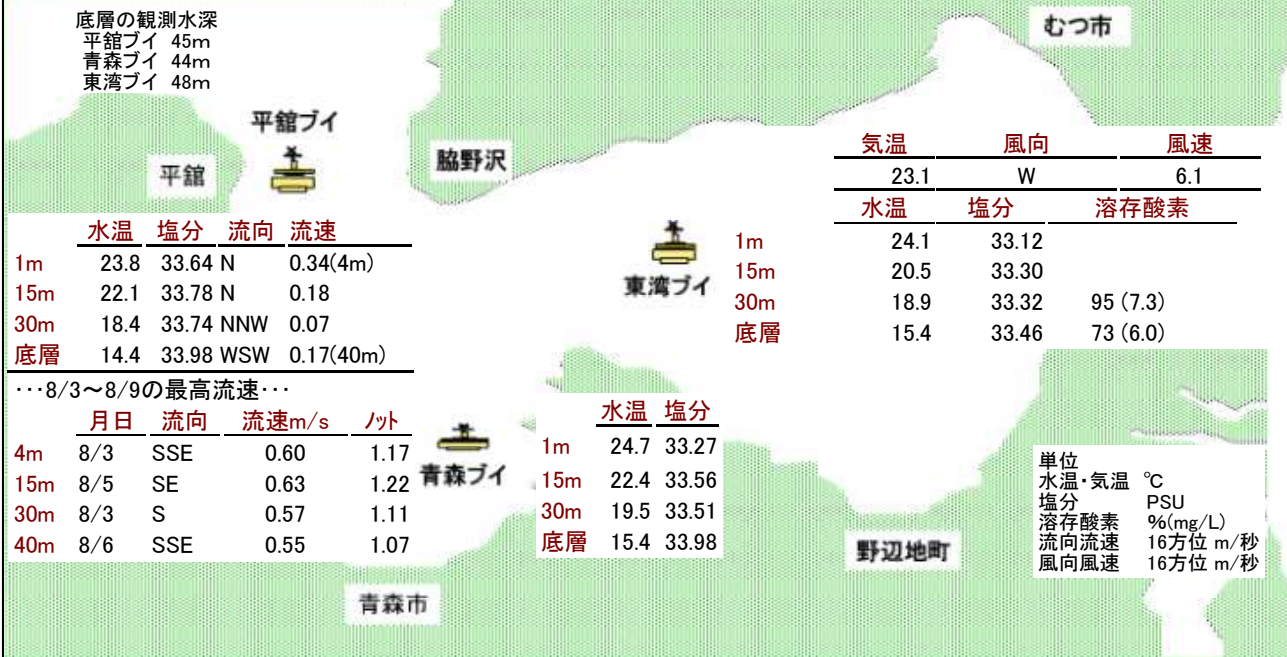 底層の観測水深
平舘ブイ 45m
青森ブイ 44m
東湾ブイ 48m
むつ市
平舘ブイ
脇野沢
平舘
気温 風向 風速
23.1 W 6.1
水温 塩分 溶存酸素
1m 24.1 33.12
15m 20.5 33.30
30m 18.9 33.32 95 (7.3)
底層 15.4 33.46 73 (6.0)
東湾ブイ
水温 塩分 流向 流速
1m 23.8 33.64 N 0.34(4m)
15m 22.1 33.78 N 0.18
30m 18.4 33.74 NNW 0.07
底層 14.4 33.98 WSW 0.17(40m)
･･･8/3～8/9の最高流速･･･
月日 流向 流速m/s ノット
4m 8/3 SSE 0.60 1.17
15m 8/5 SE 0.63 1.22
30m 8/3 S 0.57 1.11
40m 8/6 SSE 0.55 1.07
青森ブイ
水温 塩分
1m 24.7 33.27
15m 22.4 33.56
30m 19.5 33.51
底層 15.4 33.98
単位
水温・気温 ℃
塩分 PSU
溶存酸素 %(mg/L)
流向流速 16方位 m/秒
風向風速 16方位 m/秒
野辺地町
青森市